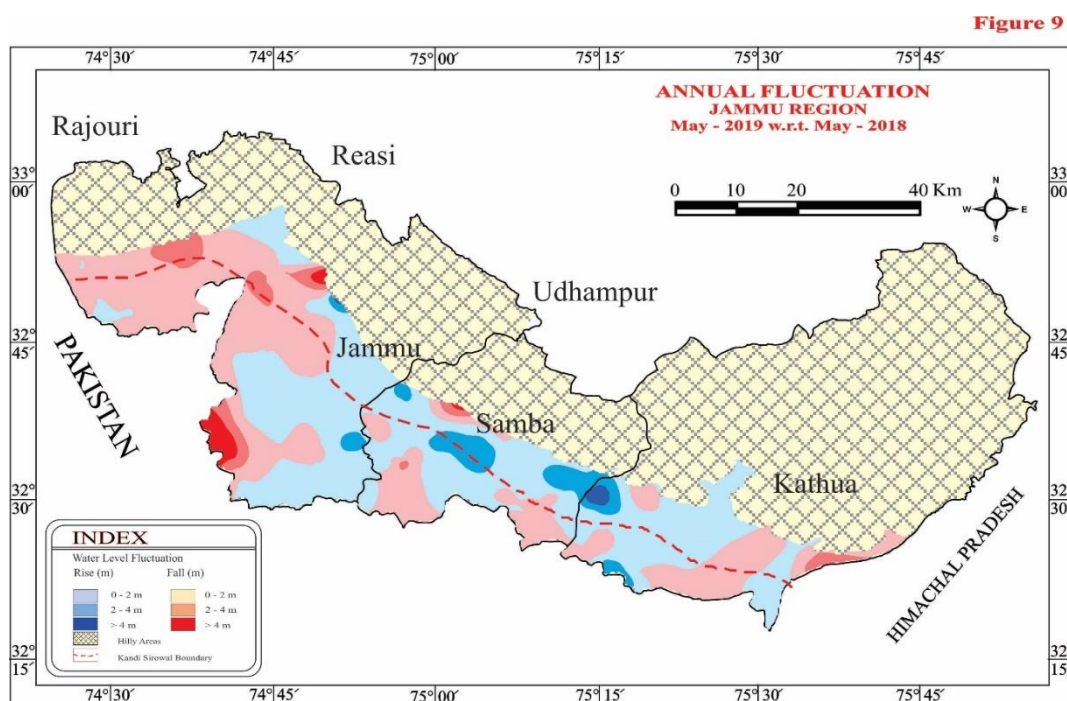 Figure 9
74°30' 74°45' 75°00' 75°15' 75°30' 75°45'
ANNUAL FLUCTUATION
JAMMU REGION
May - 2019 w.r.t. May - 2018
Rajouri
Reasi
33°
00'
33°
00'
0 10 20 40 Km
N
W E
S
Udhampur
32°
45'
32°
45'
Jammu
PAKISTAN
Samba
Kathua
32°
30'
32°
30'
HIMACHAL PRADESH
INDEX
Water Level Fluctuation
Rise (m) Fall (m)
0 - 2 m 0 - 2 m
2 - 4 m 2 - 4 m
> 4 m > 4 m
Hilly Areas
Kandi Sirowal Boundary
32°
15'
32°
15'
74°30' 74°45' 75°00' 75°15' 75°30' 75°45'